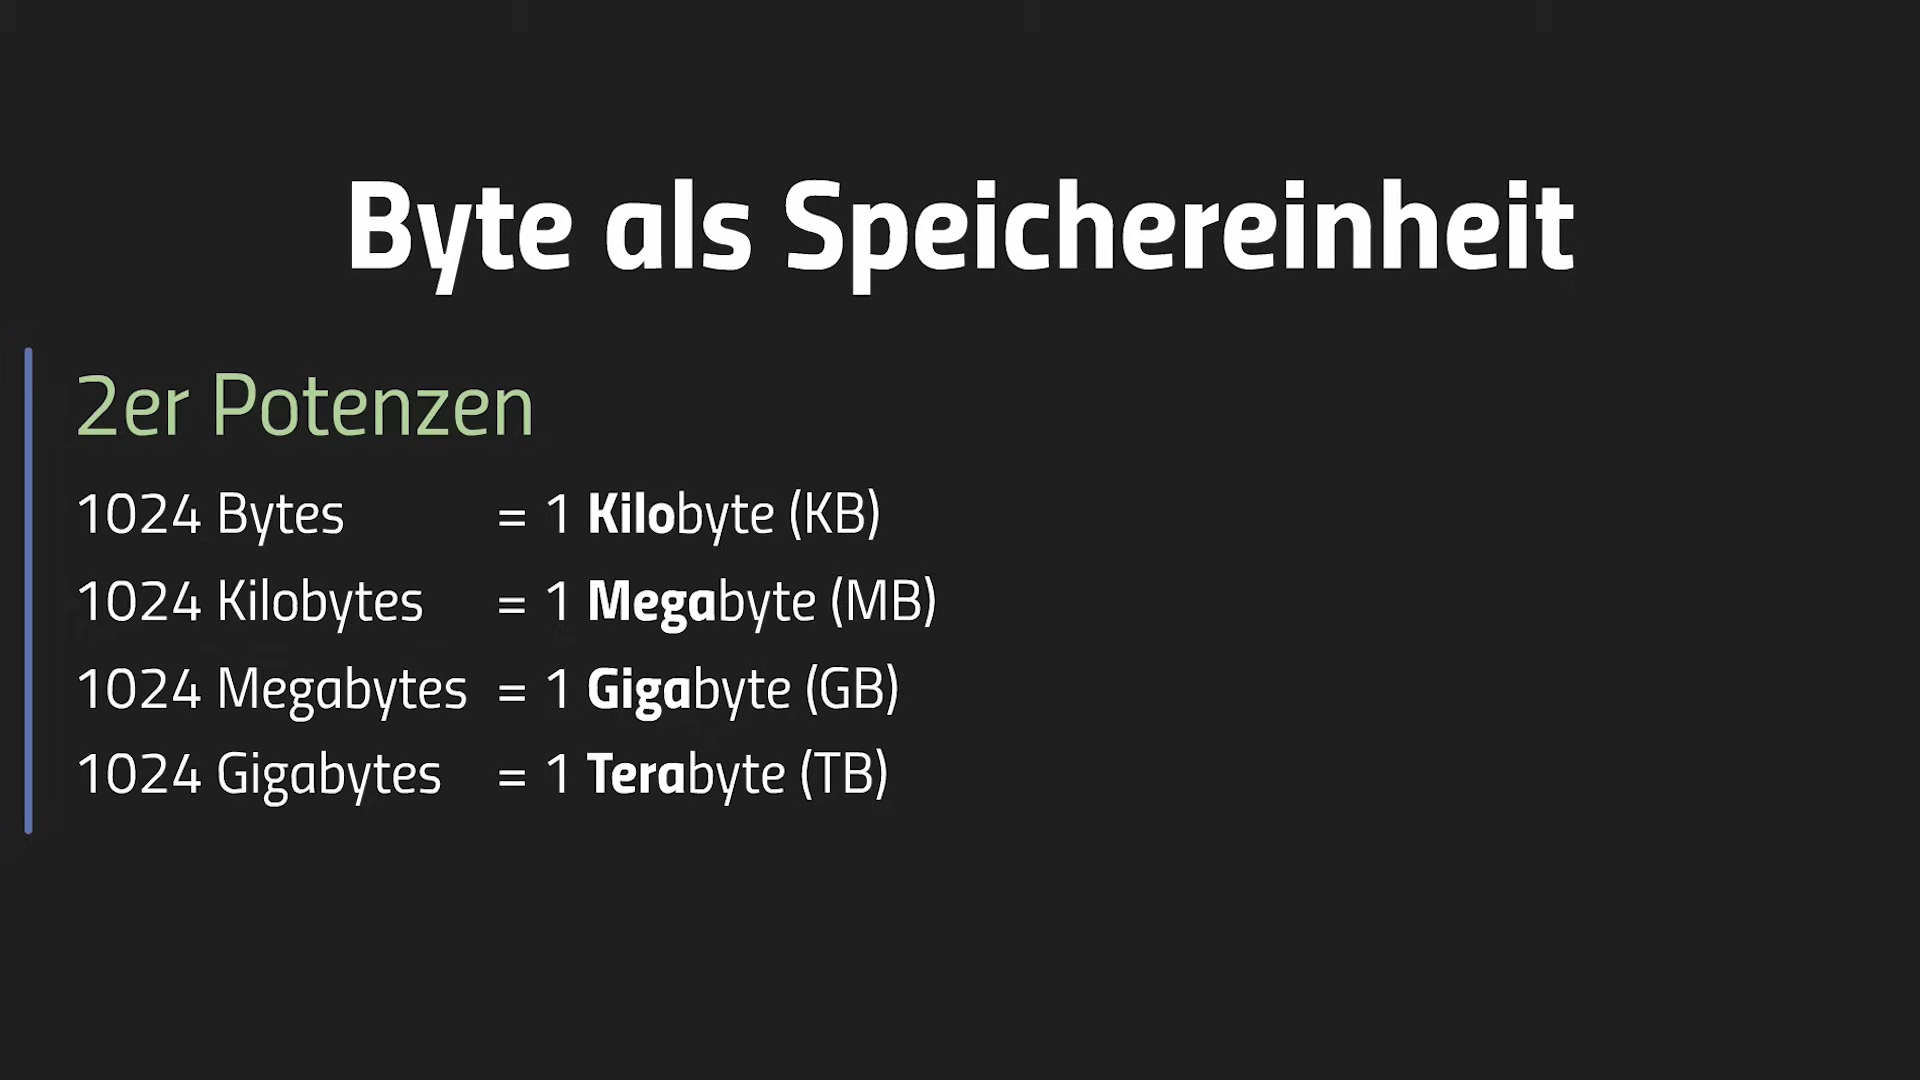 Byte als Speichereinheit
2er Potenzen
1024 Bytes = 1 Kilobyte (KB)
1024 Kilobytes = 1 Megabyte (MB)
1024 Megabytes = 1 Gigabyte (GB)
1024 Gigabytes = 1 Terabyte (TB)